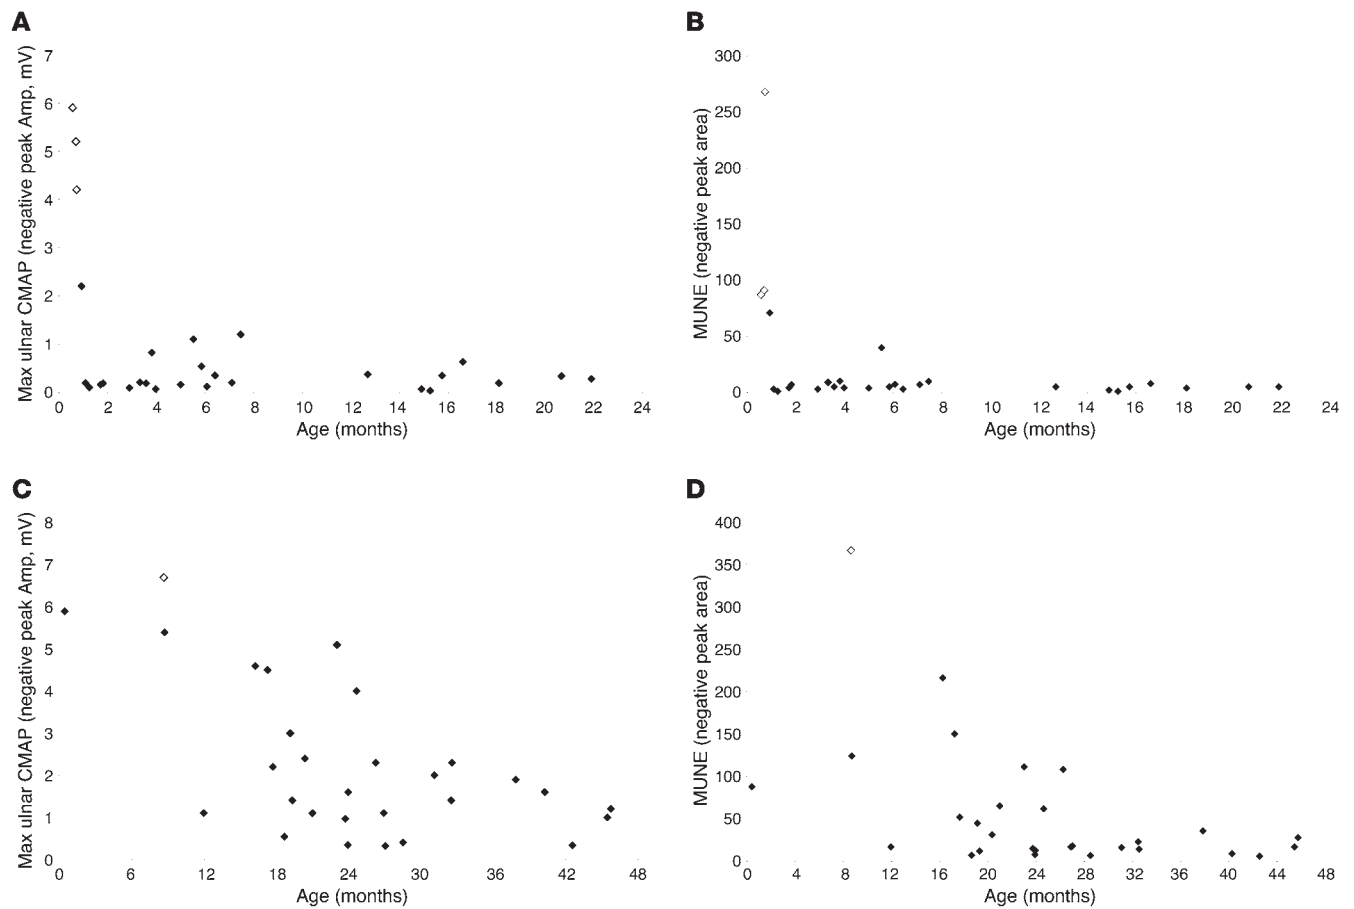 A
Max ulnar CMAP (negative peak Amp, mV)
7
6
5
4
3
2
1
0
0 2 4 6 8 10 12 14 16 18 20 22 24
Age (months)
B
MUNE (negative peak area)
300
250
200
150
100
50
0
0 2 4 6 8 10 12 14 16 18 20 22 24
Age (months)
C
Max ulnar CMAP (negative peak Amp, mV)
8
7
6
5
4
3
2
1
0
0 6 12 18 24 30 36 42 48
Age (months)
D
MUNE (negative peak area)
400
350
300
250
200
150
100
50
0
0 4 8 12 16 20 24 28 32 36 40 44 48
Age (months)